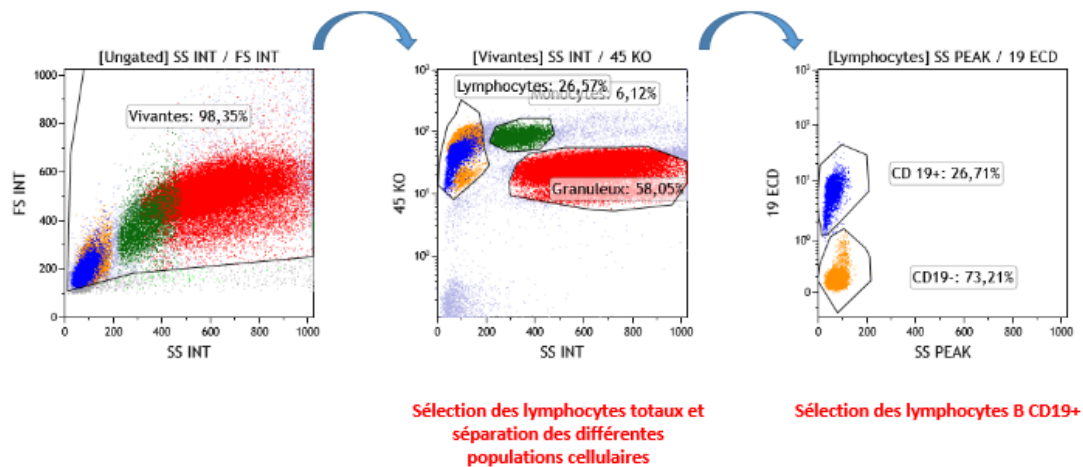 [Ungated] SS INT / FS INT
1000
800
600
400
200
0
FS INT
Vivantes: 98,35%
0 200 400 600 800 1000
SS INT
[Vivantes] SS INT / 45 KO
10³
10²
10¹
10⁰
45 KO
Lymphocytes: 26,57%
Monocytes: 6,12%
Granuleux: 58,05%
0 200 400 600 800 1000
SS INT
[Lymphocytes] SS PEAK / 19 ECD
10³
10²
10¹
10⁰
0
19 ECD
CD 19+: 26,71%
CD19-: 73,21%
0 200 400 600 800 1000
SS PEAK
Sélection des lymphocytes totaux et
séparation des différentes
populations cellulaires
Sélection des lymphocytes B CD19+